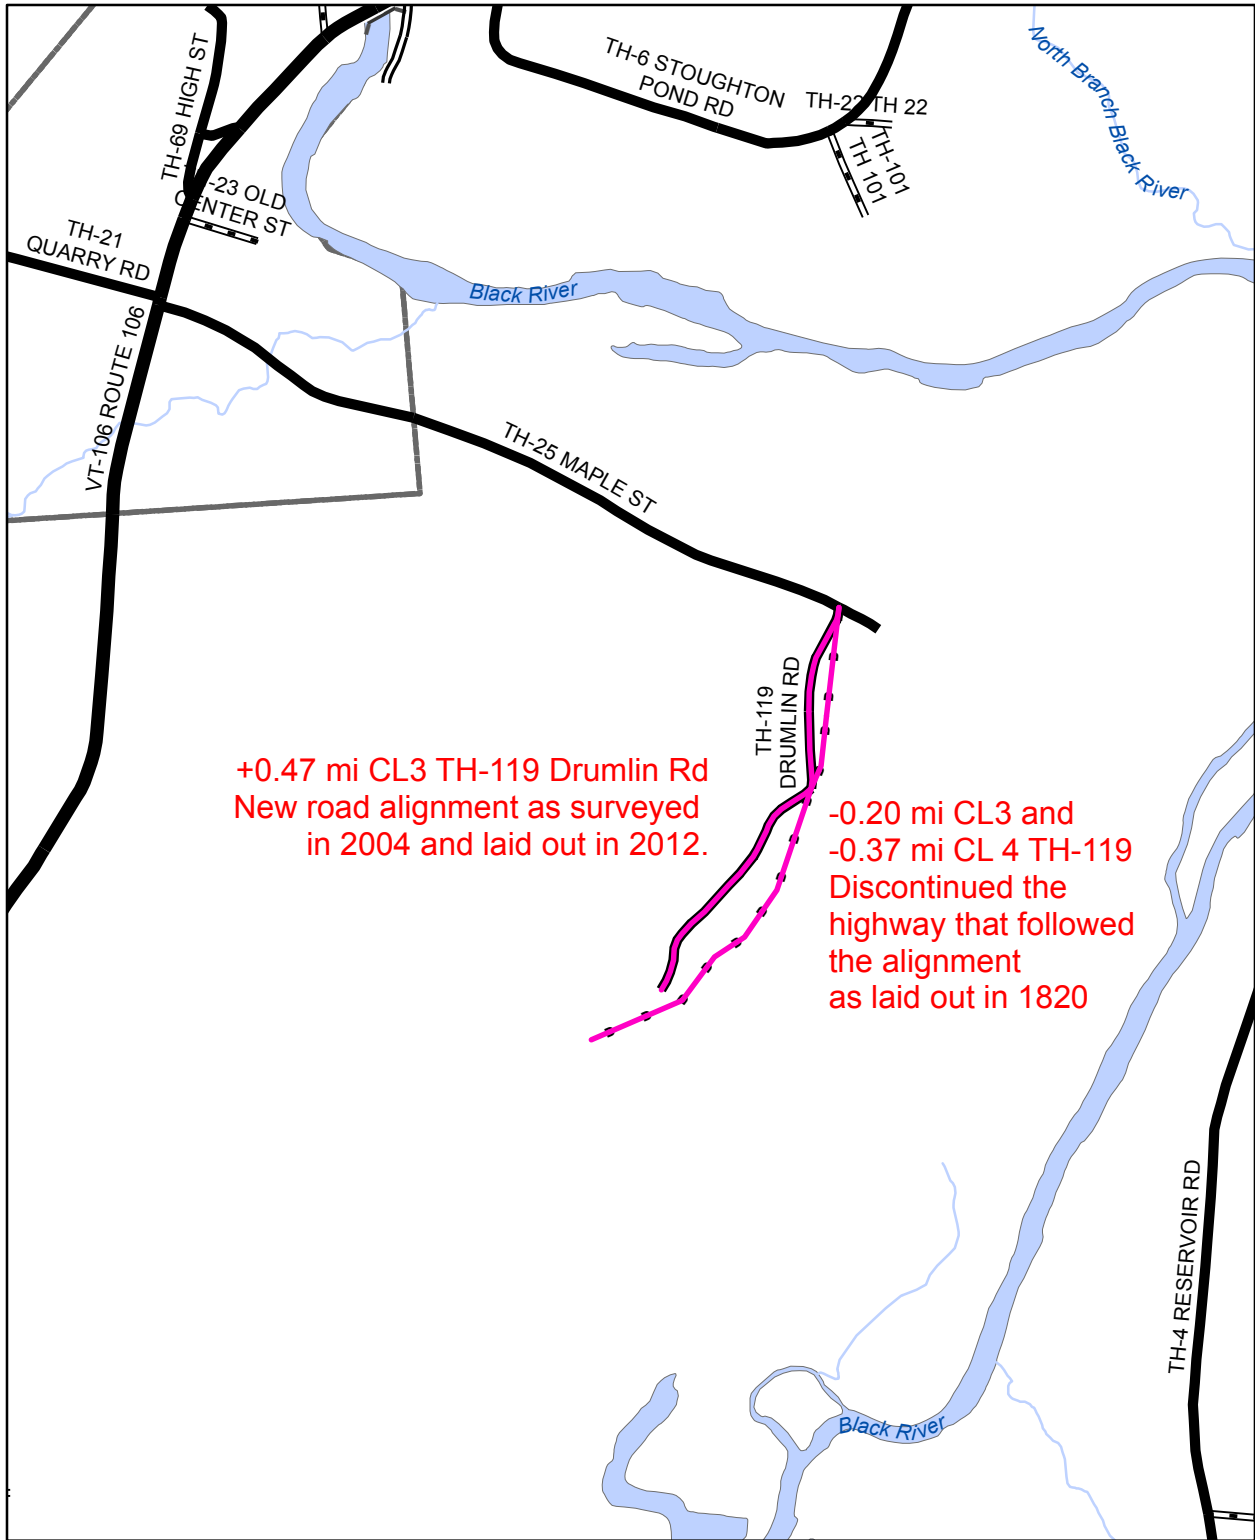 TH-69 HIGH ST
TH-6 STOUGHTON
POND RD
TH-22 TH 22
TH-101
TH 101
North Branch Black River
-23 OLD
CENTER ST
TH-21
QUARRY RD
Black River
VT-106 ROUTE 106
TH-25 MAPLE ST
TH-119
DRUMLIN RD
+0.47 mi CL3 TH-119 Drumlin Rd
New road alignment as surveyed
in 2004 and laid out in 2012.
-0.20 mi CL3 and
-0.37 mi CL 4 TH-119
Discontinued the
highway that followed
the alignment
as laid out in 1820
TH-4 RESERVOIR RD
Black River